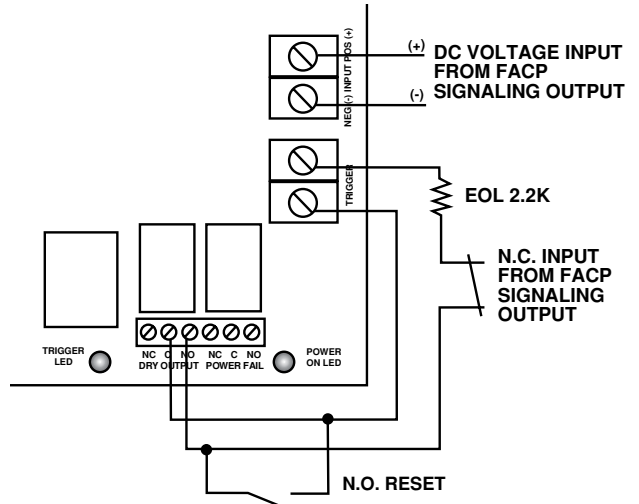 NEG (-) INPUT POS (+)
(+)
DC VOLTAGE INPUT
FROM FACP
SIGNALING OUTPUT
(-)
TRIGGER
EOL 2.2K
N.C. INPUT
FROM FACP
SIGNALING
OUTPUT
TRIGGER
LED
NC C NO NC C NO
DRY OUTPUT POWER FAIL
POWER
ON LED
N.O. RESET